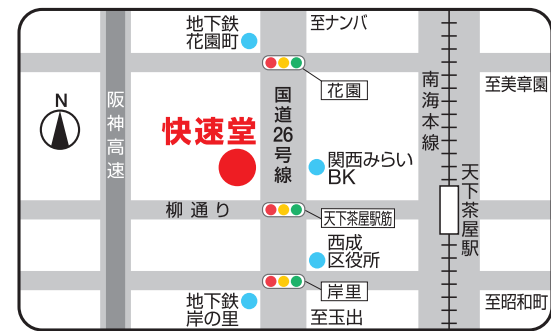 地下鉄
花園町
至ナンバ
花園
至美章園
N
阪神高速
快速堂
国道26号線
南海本線
関西みらい
BK
天下茶屋駅
柳通り
天下茶屋駅筋
西成
区役所
岸里
地下鉄
岸の里
至玉出
至昭和町